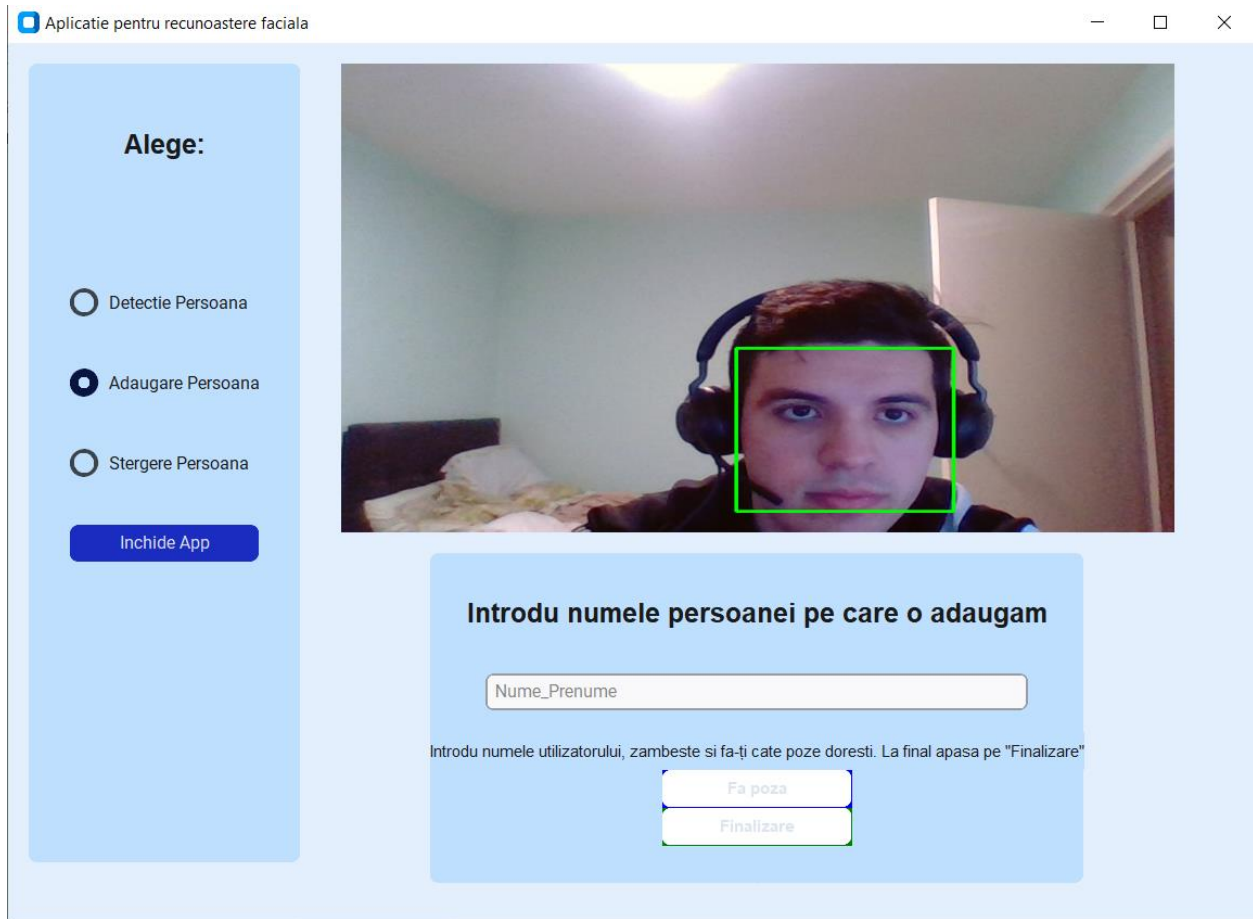 Aplicatie pentru recunoastere faciala
Alege:
Detectie Persoana
Adaugare Persoana
Stergere Persoana
Inchide App
Introdu numele persoanei pe care o adaugam
Nume_Prenume
Introdu numele utilizatorului, zambeste si fa-ți cate poze doresti. La final apasa pe "Finalizare"
Fa poza
Finalizare